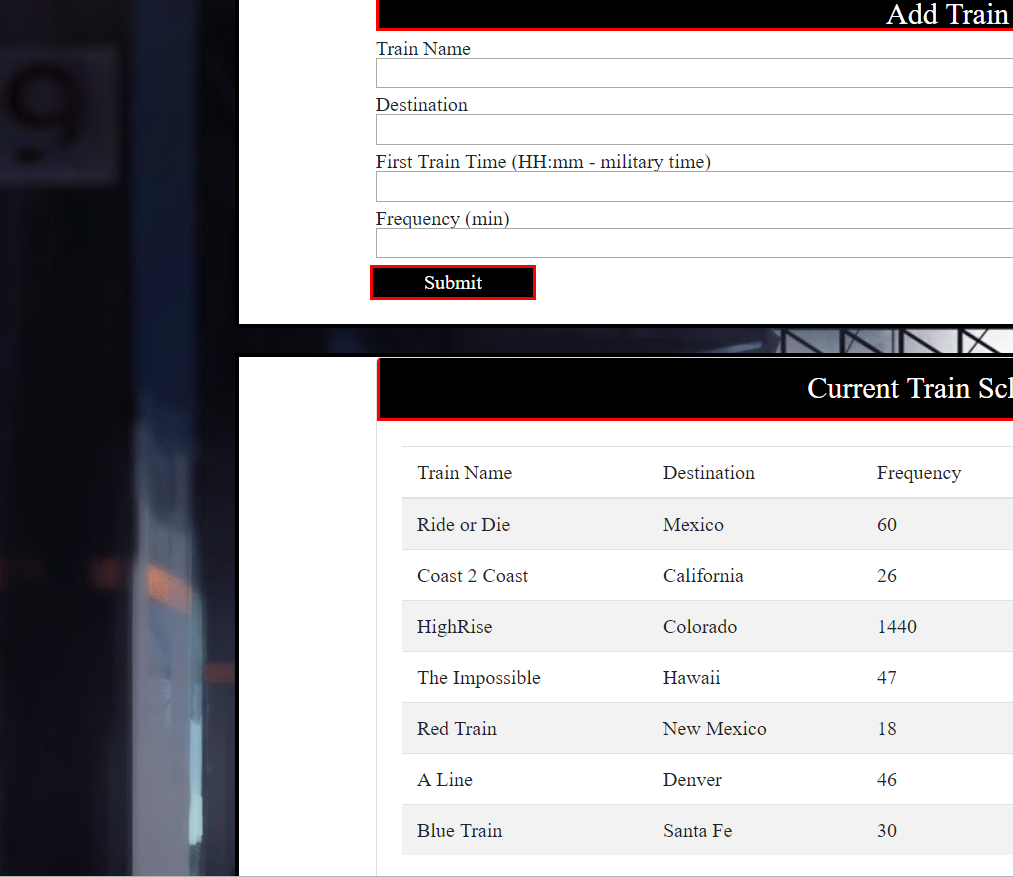 9
Add Train
Train Name
Destination
First Train Time (HH:mm - military time)
Frequency (min)
Submit
Current Train Sch
Train Name Destination Frequency
Ride or Die Mexico 60
Coast 2 Coast California 26
HighRise Colorado 1440
The Impossible Hawaii 47
Red Train New Mexico 18
A Line Denver 46
Blue Train Santa Fe 30